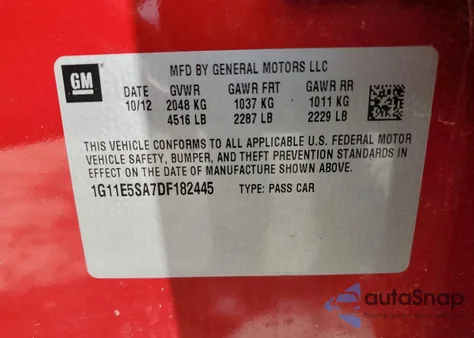 GM
MFD BY GENERAL MOTORS LLC
DATE GVWR GAWR FRT GAWR RR
10/12 2048 KG 1037 KG 1011 KG
4516 LB 2287 LB 2229 LB
THIS VEHICLE CONFORMS TO ALL APPLICABLE U.S. FEDERAL MOTOR
VEHICLE SAFETY, BUMPER, AND THEFT PREVENTION STANDARDS IN
EFFECT ON THE DATE OF MANUFACTURE SHOWN ABOVE.
1G11E5SA7DF182445 TYPE: PASS CAR
autoSnap